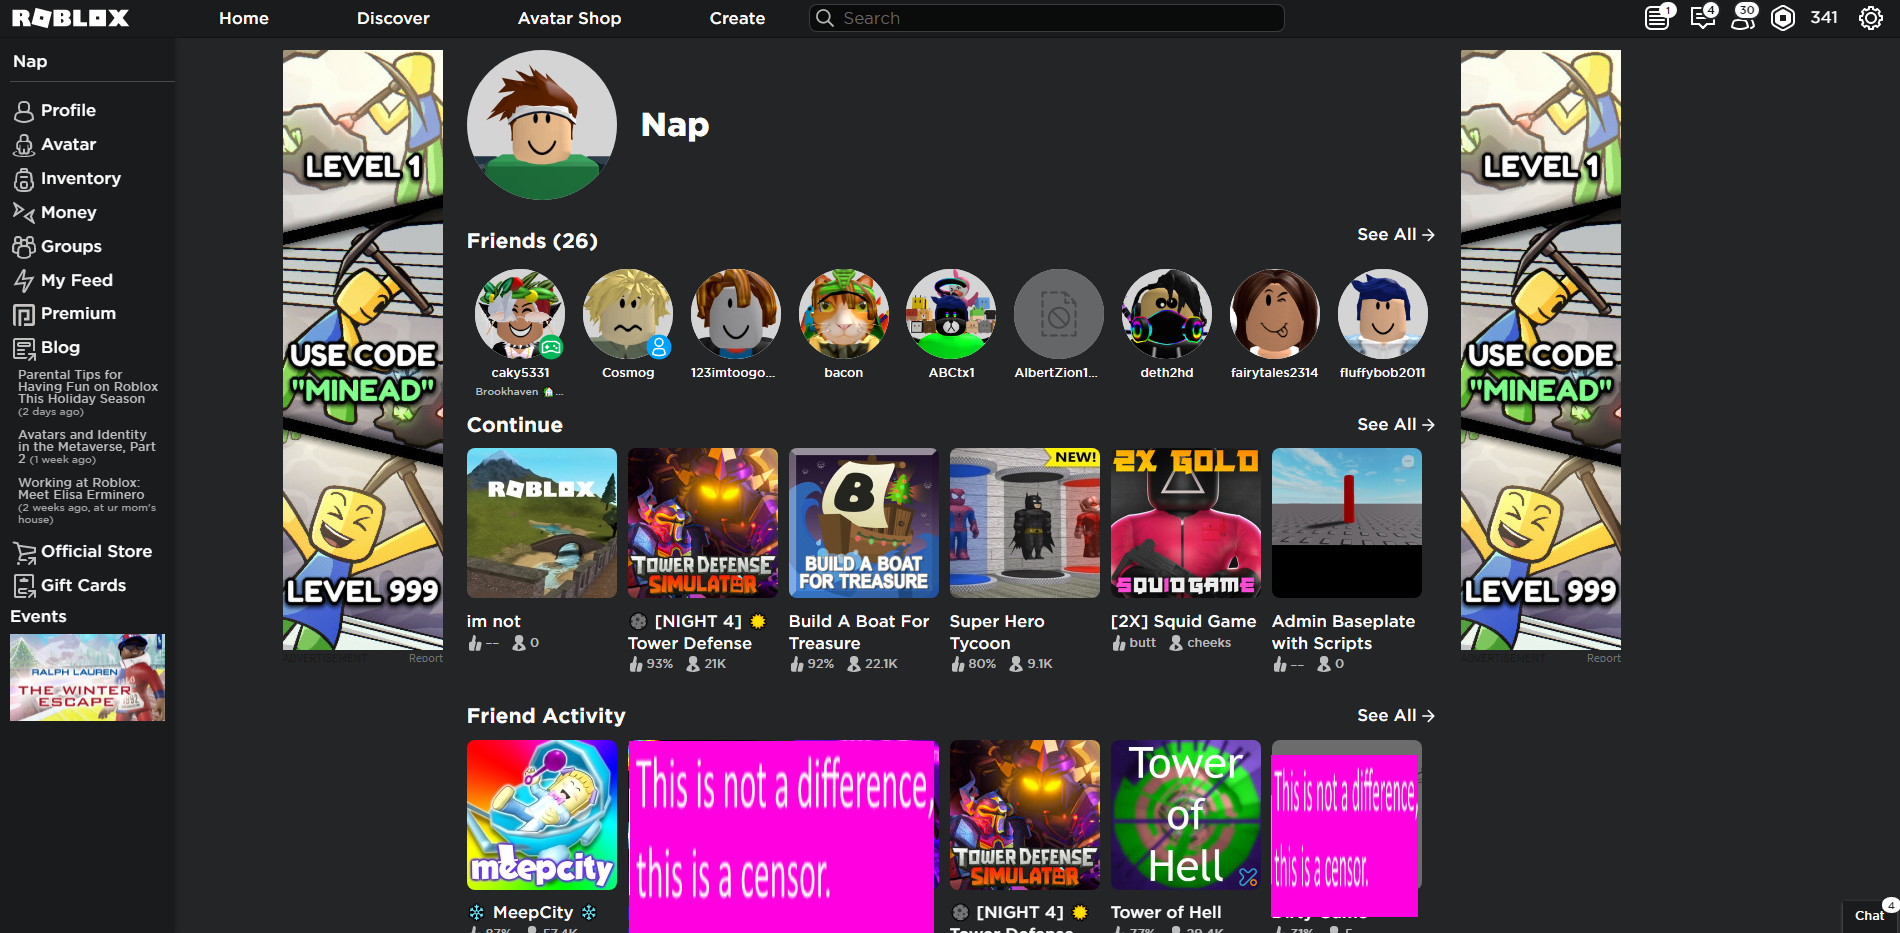 ROBLOX
Home
Discover
Avatar Shop
Create
Search
1
4
30
341
Nap
Profile
Avatar
Inventory
Money
Groups
My Feed
Premium
Blog
Parental Tips for
Having Fun on Roblox
This Holiday Season
(2 days ago)
Avatars and Identity
in the Metaverse, Part
2 (1 week ago)
Working at Roblox:
Meet Elisa Erminero
(2 weeks ago, at ur mom's
house)
Official Store
Gift Cards
Events
RALPH LAUREN
THE WINTER
ESCAPE
LEVEL 1
USE CODE
"MINEAD"
LEVEL 999
ADVERTISEMENT
Report
Nap
Friends (26)
See All →
caky5331
Brookhaven 🏠...
Cosmog
123imtoogo...
bacon
ABCtx1
AlbertZion1...
deth2hd
fairytales2314
fluffybob2011
Continue
See All →
ROBLOX
TOWER DEFENSE
SIMULATOR
B
BUILD A BOAT
FOR TREASURE
NEW!
2X GOLD
SQUID GAME
im not
-- 0
[NIGHT 4]
Tower Defense
93% 21K
Build A Boat For
Treasure
92% 22.1K
Super Hero
Tycoon
80% 9.1K
[2X] Squid Game
butt cheeks
Admin Baseplate
with Scripts
-- 0
Friend Activity
See All →
meepcity
This is not a difference,
this is a censor.
TOWER DEFENSE
SIMULATOR
Tower
of
Hell
This is not a difference,
this is a censor.
❄ MeepCity ❄
87% 57.4K
[NIGHT 4]
Tower Defense
Tower of Hell
77% 29.4K
71% 5
LEVEL 1
USE CODE
"MINEAD"
LEVEL 999
ADVERTISEMENT
Report
Chat
4